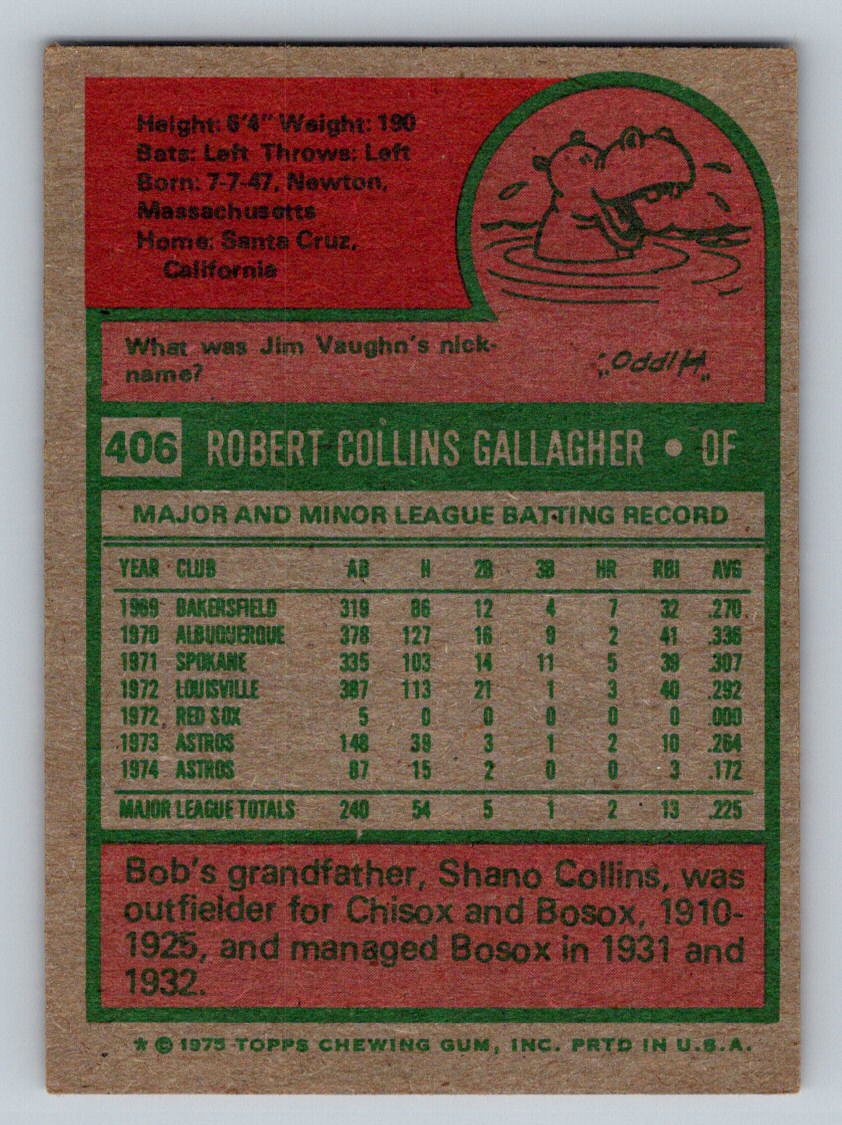 Height: 6'4" Weight: 190
Bats: Left Throws: Left
Born: 7-7-47, Newton,
Massachusetts
Home: Santa Cruz,
California
What was Jim Vaughn's nick-
name?
"Hippo."
406 ROBERT COLLINS GALLAGHER • OF
MAJOR AND MINOR LEAGUE BATTING RECORD
YEAR CLUB AB H 2B 3B HR RBI AVG
1969 BAKERSFIELD 319 86 12 4 7 32 .270
1970 ALBUQUERQUE 378 127 16 9 2 41 .336
1971 SPOKANE 335 103 14 11 5 39 .307
1972 LOUISVILLE 387 113 21 1 3 40 .292
1972 RED SOX 5 0 0 0 0 0 .000
1973 ASTROS 148 39 3 1 2 10 .264
1974 ASTROS 87 15 2 0 0 3 .172
MAJOR LEAGUE TOTALS 240 54 5 1 2 13 .225
Bob's grandfather, Shano Collins, was
outfielder for Chisox and Bosox, 1910-
1925, and managed Bosox in 1931 and
1932.
* © 1975 TOPPS CHEWING GUM, INC. PRTD IN U.S.A.